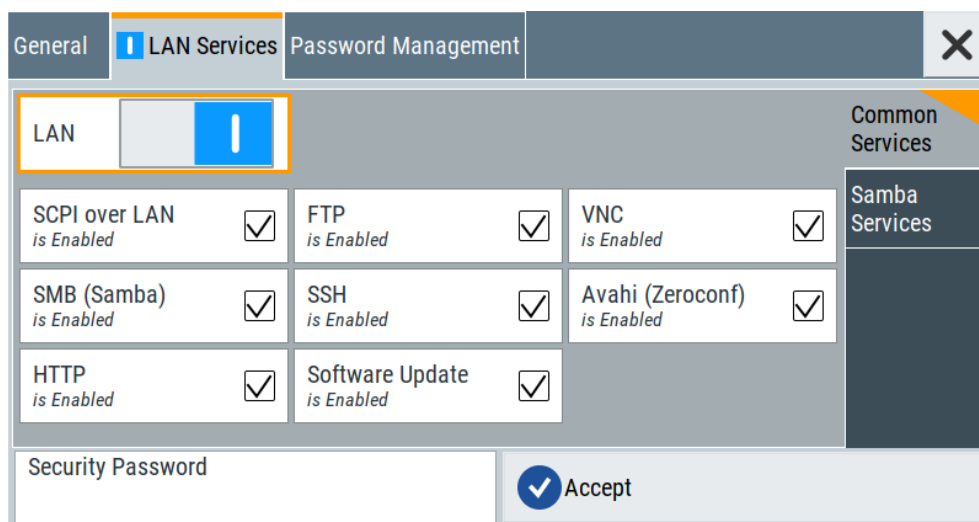 General
LAN Services
Password Management
LAN
Common
Services
Samba
Services
SCPI over LAN
is Enabled
FTP
is Enabled
VNC
is Enabled
SMB (Samba)
is Enabled
SSH
is Enabled
Avahi (Zeroconf)
is Enabled
HTTP
is Enabled
Software Update
is Enabled
Security Password
Accept